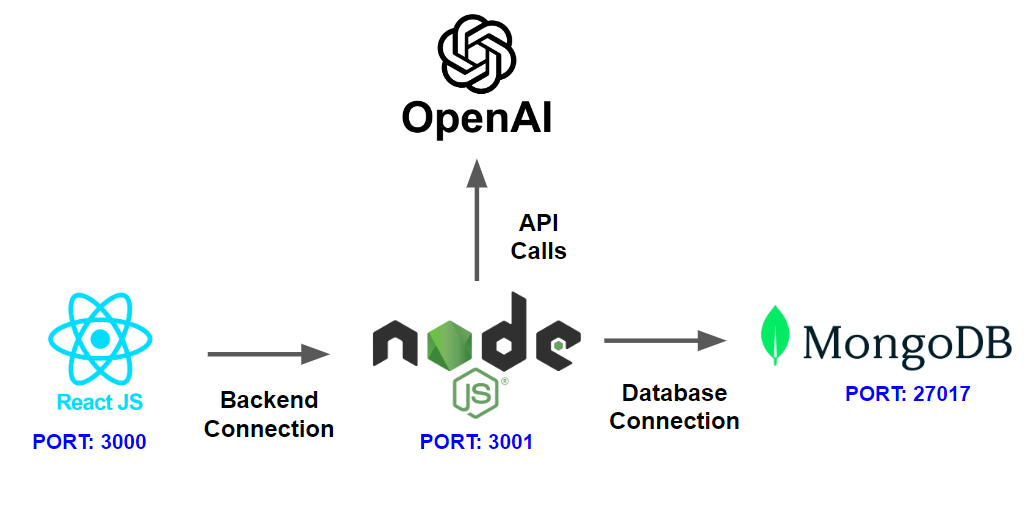 OpenAI
API
Calls
node
JS®
React JS
PORT: 3000
Backend
Connection
PORT: 3001
Database
Connection
MongoDB
PORT: 27017